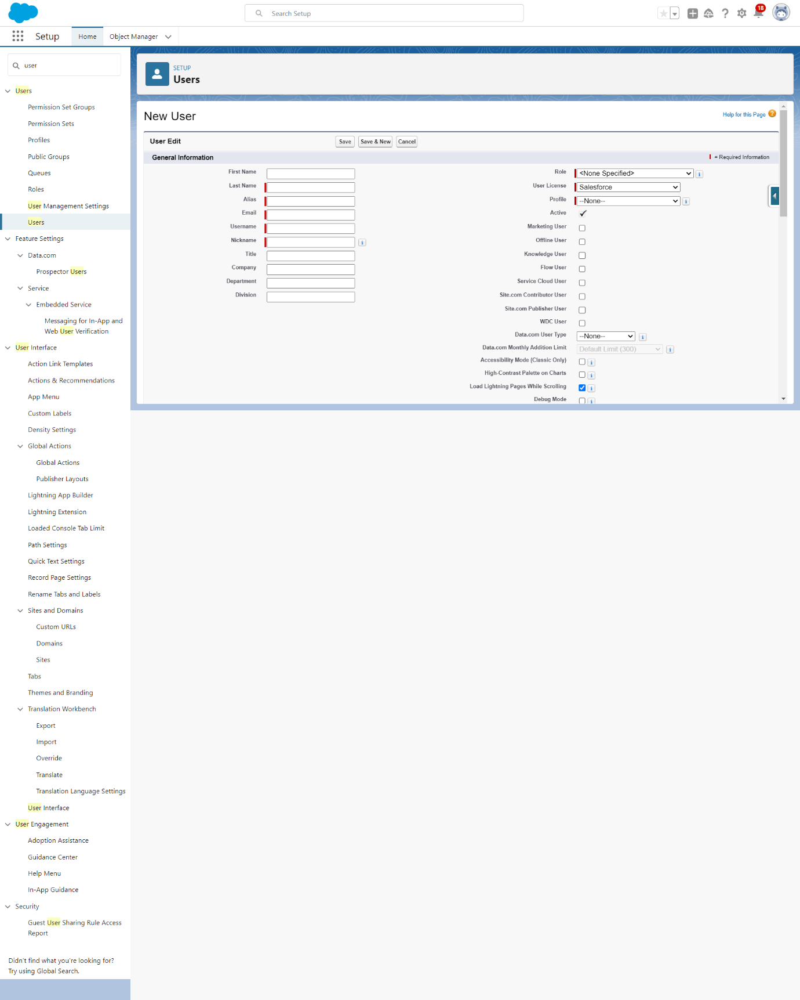 Search Setup
18
Setup
Home
Object Manager
user
Users
Permission Set Groups
Permission Sets
Profiles
Public Groups
Queues
Roles
User Management Settings
Users
Feature Settings
Data.com
Prospector Users
Service
Embedded Service
Messaging for In-App and
Web User Verification
User Interface
Action Link Templates
Actions & Recommendations
App Menu
Custom Labels
Density Settings
Global Actions
Global Actions
Publisher Layouts
Lightning App Builder
Lightning Extension
Loaded Console Tab Limit
Path Settings
Quick Text Settings
Record Page Settings
Rename Tabs and Labels
Sites and Domains
Custom URLs
Domains
Sites
Tabs
Themes and Branding
Translation Workbench
Export
Import
Override
Translate
Translation Language Settings
User Interface
User Engagement
Adoption Assistance
Guidance Center
Help Menu
In-App Guidance
Security
Guest User Sharing Rule Access
Report
Didn't find what you're looking for?
Try using Global Search.
SETUP
Users
New User
Help for this Page ?
User Edit
Save
Save & New
Cancel
General Information
= Required Information
First Name
Last Name
Alias
Email
Username
Nickname
Title
Company
Department
Division
Role <None Specified>
User License Salesforce
Profile --None--
Active
Marketing User
Offline User
Knowledge User
Flow User
Service Cloud User
Site.com Contributor User
Site.com Publisher User
WDC User
Data.com User Type --None--
Data.com Monthly Addition Limit Default Limit (300)
Accessibility Mode (Classic Only)
High-Contrast Palette on Charts
Load Lightning Pages While Scrolling
Debug Mode